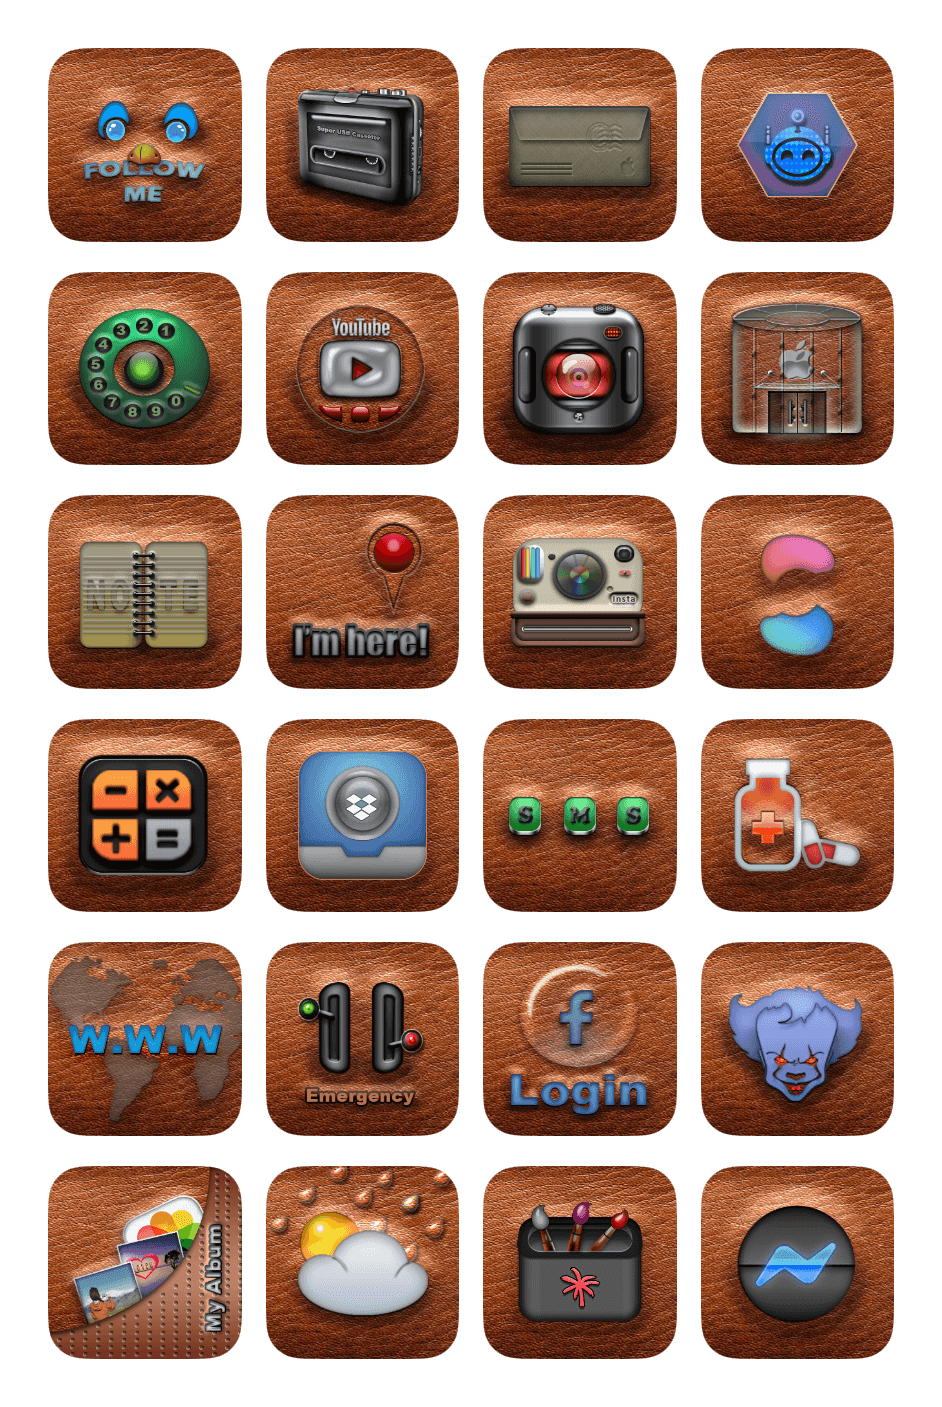 FOLLOW
ME
Super USB Cassette
3 2 1
4
5
6
7 8 9 0
YouTube
NOTE
I'm here!
Insta
S M S
w.w.w
Emergency
f
Login
My Album